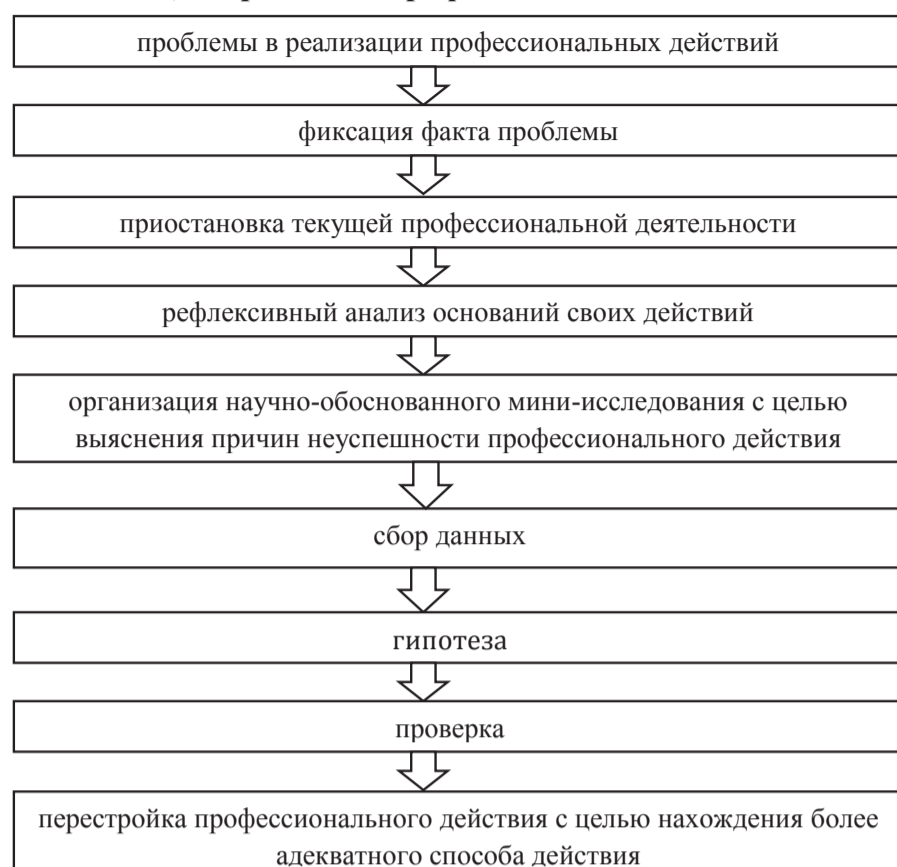 проблемы в реализации профессиональных действий
фиксация факта проблемы
приостановка текущей профессиональной деятельности
рефлексивный анализ оснований своих действий
организация научно-обоснованного мини-исследования с целью
выяснения причин неуспешности профессионального действия
сбор данных
гипотеза
проверка
перестройка профессионального действия с целью нахождения более
адекватного способа действия